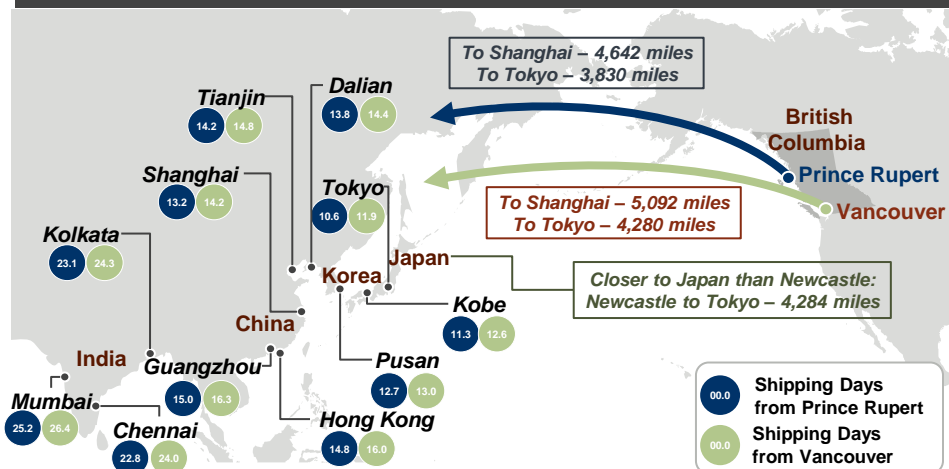 To Shanghai – 4,642 miles
To Tokyo – 3,830 miles
British
Columbia
Prince Rupert
Vancouver
To Shanghai – 5,092 miles
To Tokyo – 4,280 miles
Closer to Japan than Newcastle:
Newcastle to Tokyo – 4,284 miles
Dalian
13.8 14.4
Tianjin
14.2 14.8
Shanghai
13.2 14.2
Tokyo
10.6 11.9
Kolkata
23.1 24.3
Japan
Korea
China
India
Kobe
11.3 12.6
Pusan
12.7 13.0
Guangzhou
15.0 16.3
Hong Kong
14.8 16.0
Mumbai
25.2 26.4
Chennai
22.8 24.0
00.0 Shipping Days
from Prince Rupert
00.0 Shipping Days
from Vancouver